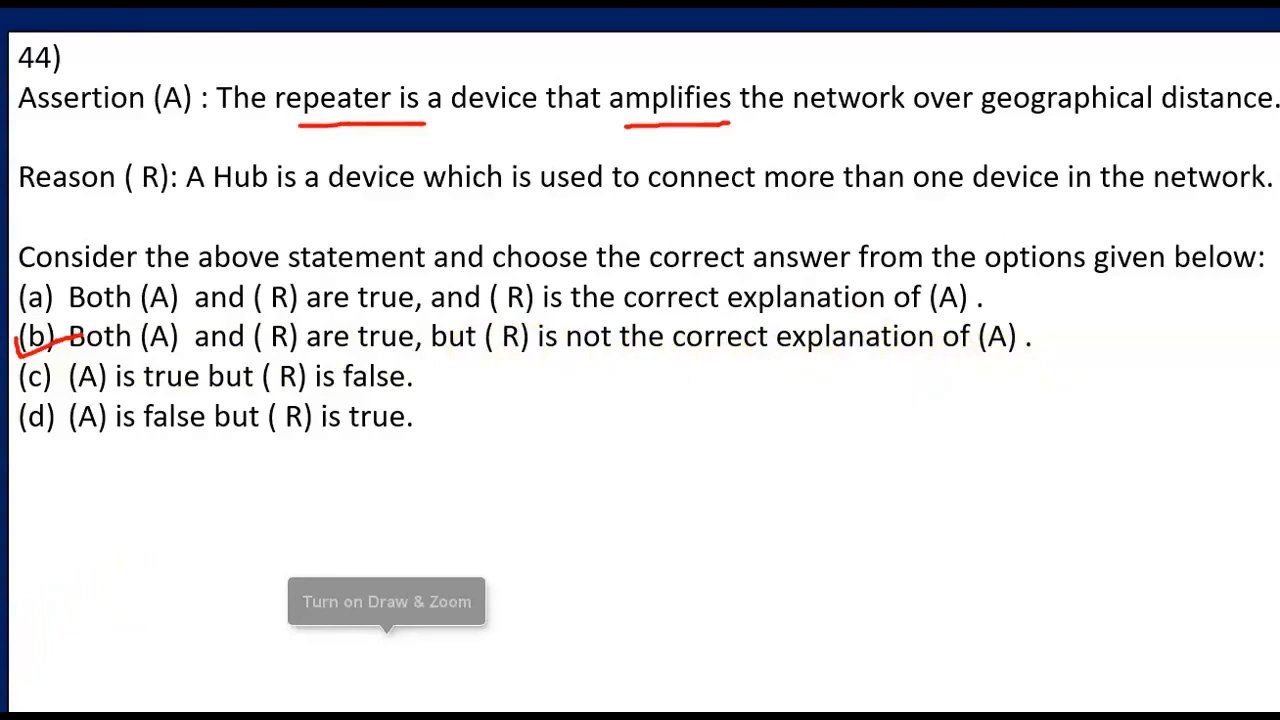 44)
Assertion (A) : The repeater is a device that amplifies the network over geographical distance.
Reason ( R): A Hub is a device which is used to connect more than one device in the network.
Consider the above statement and choose the correct answer from the options given below:
(a) Both (A) and ( R) are true, and ( R) is the correct explanation of (A) .
(b) Both (A) and ( R) are true, but ( R) is not the correct explanation of (A) .
(c) (A) is true but ( R) is false.
(d) (A) is false but ( R) is true.
Turn on Draw & Zoom